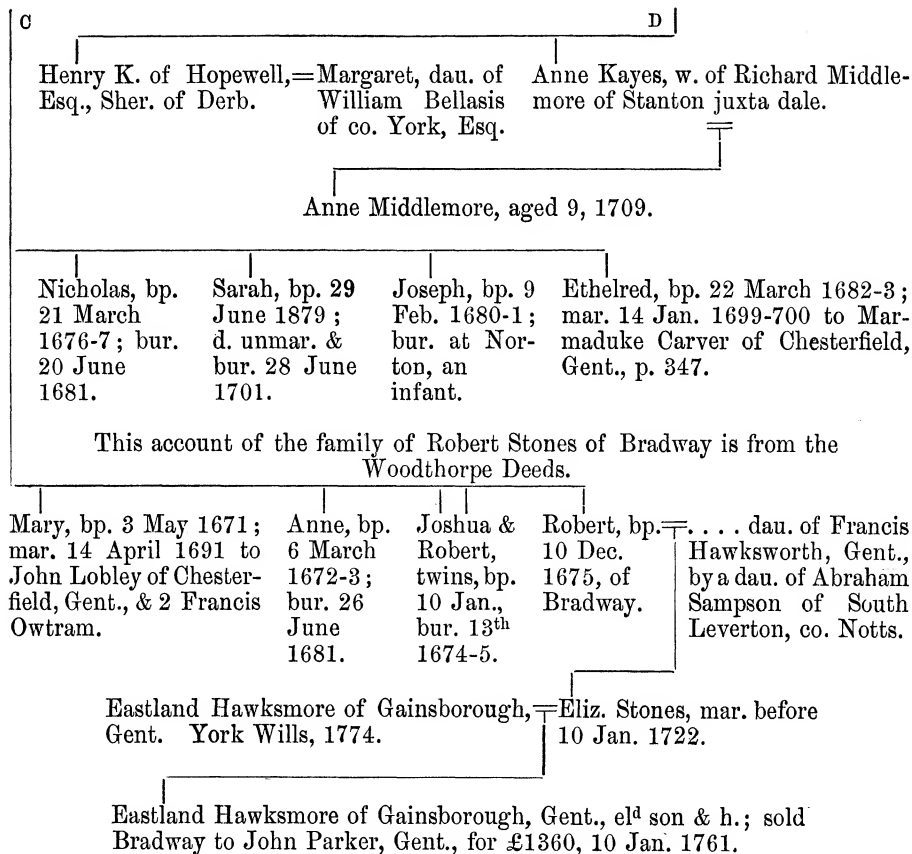 C D
Henry K. of Hopewell,=Margaret, dau. of Anne Kayes, w. of Richard Middle-
Esq., Sher. of Derb. William Bellasis more of Stanton juxta dale.
of co. York, Esq.
Anne Middlemore, aged 9, 1709.
Nicholas, bp.
21 March
1676-7; bur.
20 June
1681.
Sarah, bp. 29
June 1879;
d. unmar. &
bur. 28 June
1701.
Joseph, bp. 9
Feb. 1680-1;
bur. at Nor-
ton, an
infant.
Ethelred, bp. 22 March 1682-3;
mar. 14 Jan. 1699-700 to Mar-
maduke Carver of Chesterfield,
Gent., p. 347.
This account of the family of Robert Stones of Bradway is from the
Woodthorpe Deeds.
Mary, bp. 3 May 1671;
mar. 14 April 1691 to
John Lobley of Chester-
field, Gent., & 2 Francis
Owtram.
Anne, bp.
6 March
1672-3;
bur. 26
June
1681.
Joshua &
Robert,
twins, bp.
10 Jan.,
bur. 13th
1674-5.
Robert, bp.
10 Dec.
1675, of
Bradway.
.... dau. of Francis
Hawksworth, Gent.,
by a dau. of Abraham
Sampson of South
Leverton, co. Notts.
Eastland Hawksmore of Gainsborough,
Gent. York Wills, 1774.
Eliz. Stones, mar. before
10 Jan. 1722.
Eastland Hawksmore of Gainsborough, Gent., eld son & h.; sold
Bradway to John Parker, Gent., for £1360, 10 Jan. 1761.